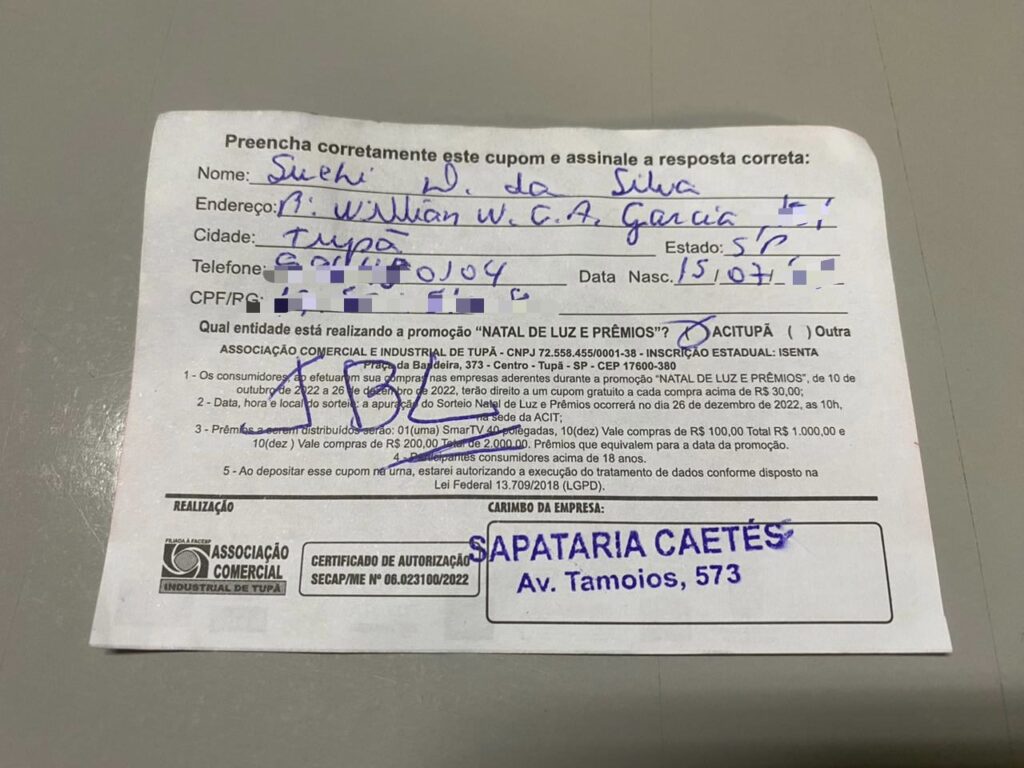 Preencha corretamente este cupom e assinale a resposta correta:
Nome: Suehi D. da Silva
Endereço: R: Willian W. C. A. Garcia
Cidade: Tupã Estado: SP
Telefone: 0104 Data Nasc. 15/07/
CPF/RG:
Qual entidade está realizando a promoção “NATAL DE LUZ E PRÊMIOS”? (X) ACITUPÃ ( ) Outra
ASSOCIAÇÃO COMERCIAL E INDUSTRIAL DE TUPÃ - CNPJ 72.558.455/0001-38 - INSCRIÇÃO ESTADUAL: ISENTA
Praça da Bandeira, 373 - Centro - Tupã - SP - CEP 17600-380
1 - Os consumidores ao efetuarem sua compras nas empresas aderentes durante a promoção “NATAL DE LUZ E PRÊMIOS”, de 10 de
outubro de 2022 a 26 de dezembro de 2022, terão direito a um cupom gratuito a cada compra acima de R$ 30,00;
2 - Data, hora e local do sorteio: a apuração do Sorteio Natal de Luz e Prêmios ocorrerá no dia 26 de dezembro de 2022, as 10h,
na sede da ACIT;
3 - Prêmios a serem distribuídos serão: 01(uma) SmarTV 40 polegadas, 10(dez) Vale compras de R$ 100,00 Total R$ 1.000,00 e
10(dez ) Vale compras de R$ 200,00 Total de 2.000,00. Prêmios que equivalem para a data da promoção.
4 - Participantes consumidores acima de 18 anos.
5 - Ao depositar esse cupom na urna, estarei autorizando a execução do tratamento de dados conforme disposto na
Lei Federal 13.709/2018 (LGPD).
JBL
REALIZAÇÃO
FILIADA À FACESP
ASSOCIAÇÃO
COMERCIAL
INDUSTRIAL DE TUPÃ
CERTIFICADO DE AUTORIZAÇÃO
SECAP/ME Nº 06.023100/2022
CARIMBO DA EMPRESA:
SAPATARIA CAETÉS
Av. Tamoios, 573